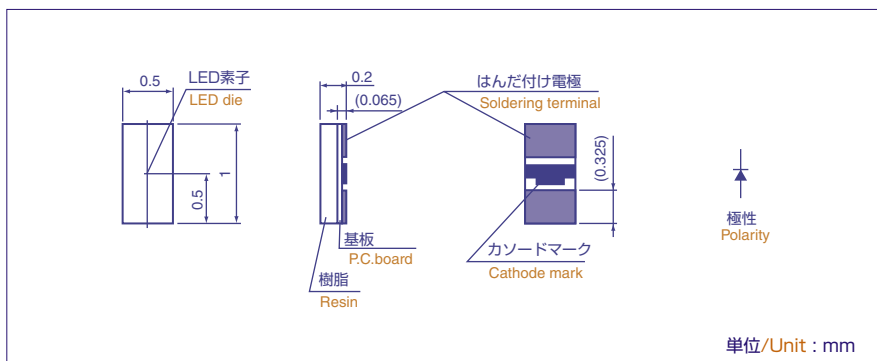 0.5
LED素子
LED die
0.5
1
0.2
(0.065)
はんだ付け電極
Soldering terminal
基板
P.C.board
樹脂
Resin
(0.325)
カソードマーク
Cathode mark
極性
Polarity
単位/Unit : mm